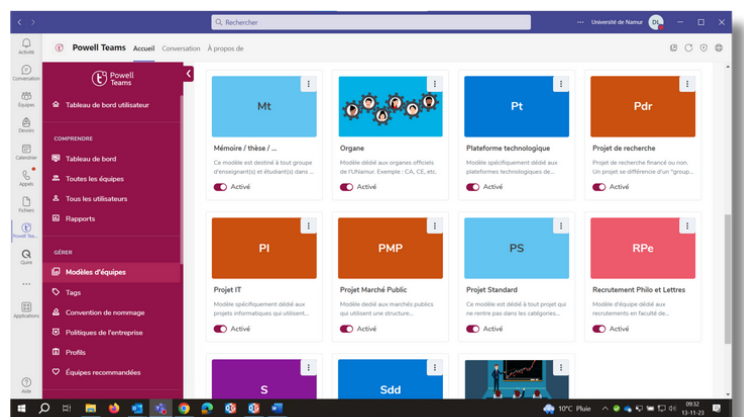 Rechercher
Université de Namur
DL
Activité
Powell Teams Accueil Conversation À propos de
Conversation
Équipes
Devoirs
Calendrier
Appels
Fichiers
Powell Tea...
Applications
Aide
Powell
Teams
Tableau de bord utilisateur
COMPRENDRE
Tableau de bord
Toutes les équipes
Tous les utilisateurs
Rapports
GÉRER
Modèles d'équipes
Tags
Convention de nommage
Politiques de l'entreprise
Profils
Équipes recommandées
Mt
Mémoire / thèse / ...
Ce modèle est destiné à tout groupe
d'enseignant(s) et étudiant(s) dans ...
Activé
Organe
Modèle dédié aux organes officiels
de l'UNamur. Exemple : CA, CE, etc.
Activé
Pt
Plateforme technologique
Modèle spécifiquement dédié aux
plateformes technologiques de...
Activé
Pdr
Projet de recherche
Projet de recherche financé ou non.
Un projet se différencie d'un "group...
Activé
PI
Projet IT
Modèle spécifiquement dédié aux
projets informatiques qui utilisent...
Activé
PMP
Projet Marché Public
Modèle dédié aux marchés publics
qui utilisent une structure...
Activé
PS
Projet Standard
Ce modèle est dédié à tout projet qui
ne rentre pas dans les catégories...
Activé
RPe
Recrutement Philo et Lettres
Modèle d'équipe dédié aux
recrutements en faculté de...
Activé
S
Sdd
10°C Pluie
09:32
13-11-23